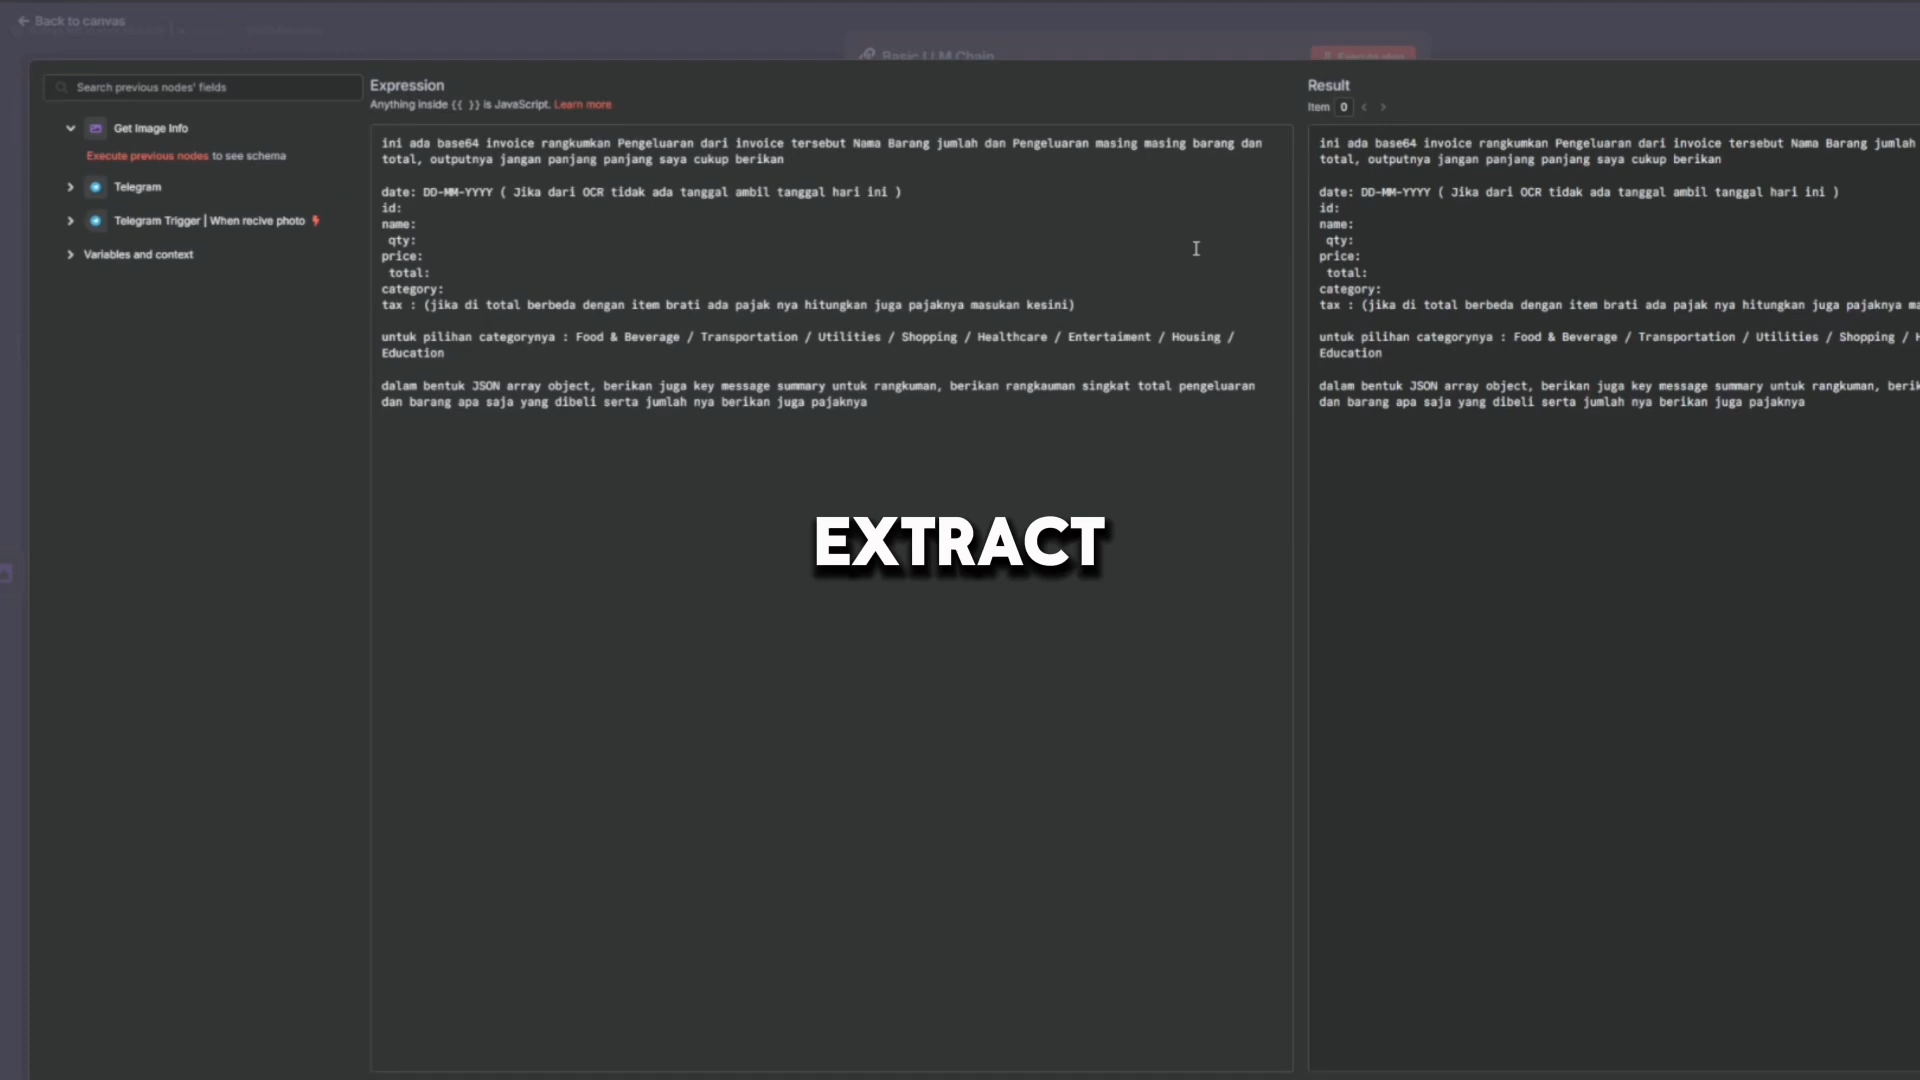 Back to canvas
Basic LLM Chain
Execute step
Search previous nodes' fields
Get Image Info
Execute previous nodes to see schema
Telegram
Telegram Trigger | When recive photo
Variables and context
Expression
Anything inside {{ }} is JavaScript. Learn more
ini ada base64 invoice rangkumkan Pengeluaran dari invoice tersebut Nama Barang jumlah dan Pengeluaran masing masing barang dan
total, outputnya jangan panjang panjang saya cukup berikan
date: DD-MM-YYYY ( Jika dari OCR tidak ada tanggal ambil tanggal hari ini )
id:
name:
qty:
price:
total:
category:
tax : (jika di total berbeda dengan item brati ada pajak nya hitungkan juga pajaknya masukan kesini)
untuk pilihan categorynya : Food & Beverage / Transportation / Utilities / Shopping / Healthcare / Entertaiment / Housing /
Education
dalam bentuk JSON array object, berikan juga key message summary untuk rangkuman, berikan rangkauman singkat total pengeluaran
dan barang apa saja yang dibeli serta jumlah nya berikan juga pajaknya
Result
Item 0
ini ada base64 invoice rangkumkan Pengeluaran dari invoice tersebut Nama Barang jumlah
total, outputnya jangan panjang panjang saya cukup berikan
date: DD-MM-YYYY ( Jika dari OCR tidak ada tanggal ambil tanggal hari ini )
id:
name:
qty:
price:
total:
category:
tax : (jika di total berbeda dengan item brati ada pajak nya hitungkan juga pajaknya ma
untuk pilihan categorynya : Food & Beverage / Transportation / Utilities / Shopping / H
Education
dalam bentuk JSON array object, berikan juga key message summary untuk rangkuman, berik
dan barang apa saja yang dibeli serta jumlah nya berikan juga pajaknya
EXTRACT